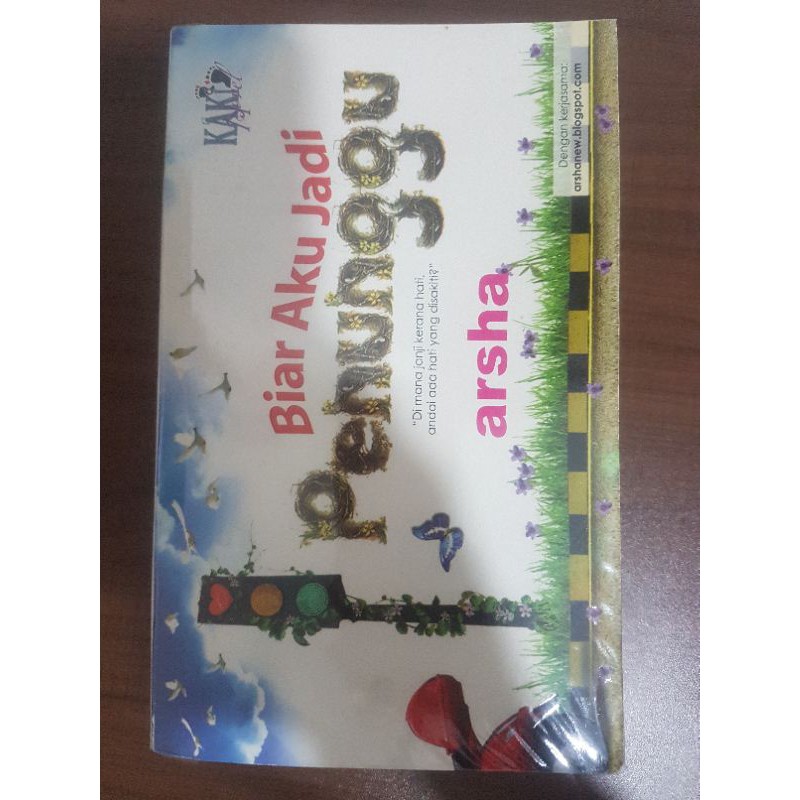 KAKI
novel
Biar Aku Jadi
penunggu
"Di mana janji kerana hati,
andai ada hati yang disakiti?"
arsha
Dengan kerjasama:
arshanew.blogspot.com